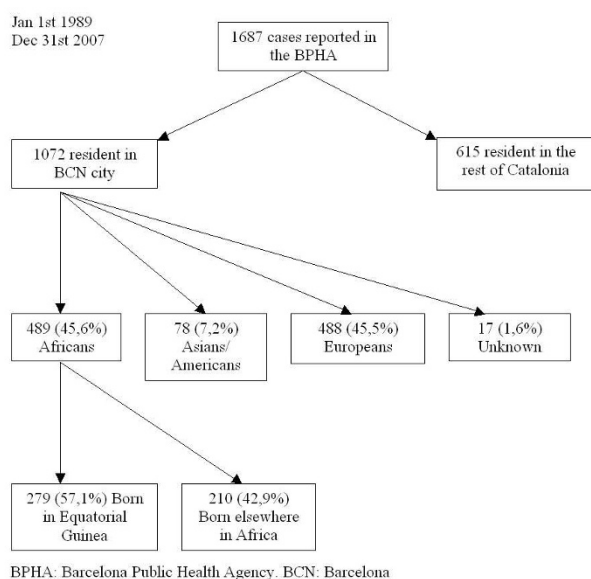 Jan 1st 1989
Dec 31st 2007
1687 cases reported in
the BPHA
1072 resident in
BCN city
615 resident in the
rest of Catalonia
489 (45,6%)
Africans
78 (7,2%)
Asians/
Americans
488 (45,5%)
Europeans
17 (1,6%)
Unknown
279 (57,1%) Born
in Equatorial
Guinea
210 (42,9%)
Born elsewhere
in Africa
BPHA: Barcelona Public Health Agency. BCN: Barcelona